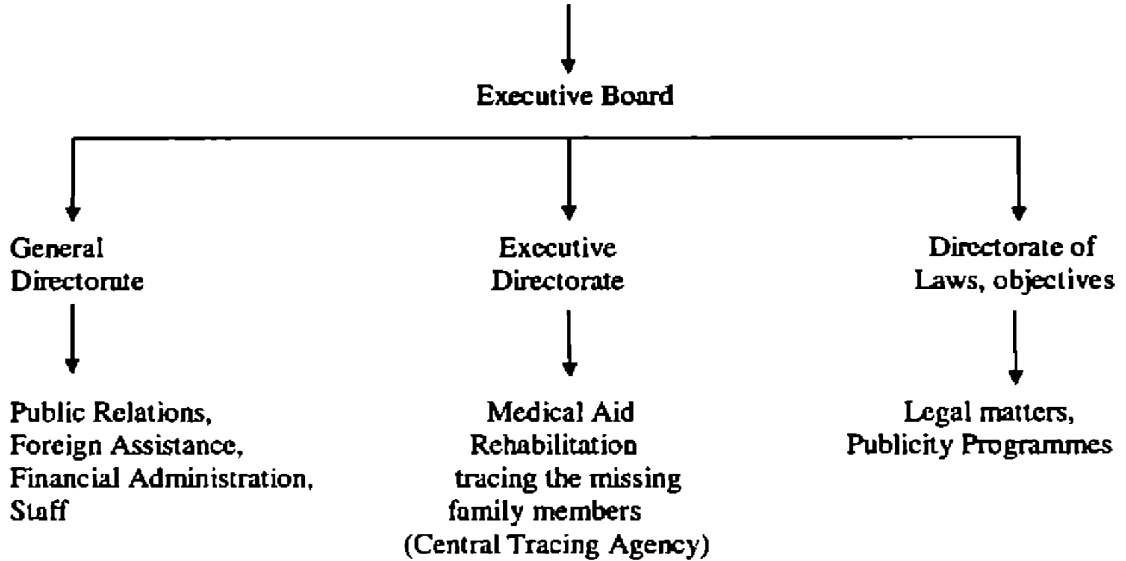 Executive Board
General
Directorate
Executive
Directorate
Directorate of
Laws, objectives
Public Relations,
Foreign Assistance,
Financial Administration,
Staff
Medical Aid
Rehabilitation
tracing the missing
family members
(Central Tracing Agency)
Legal matters,
Publicity Programmes